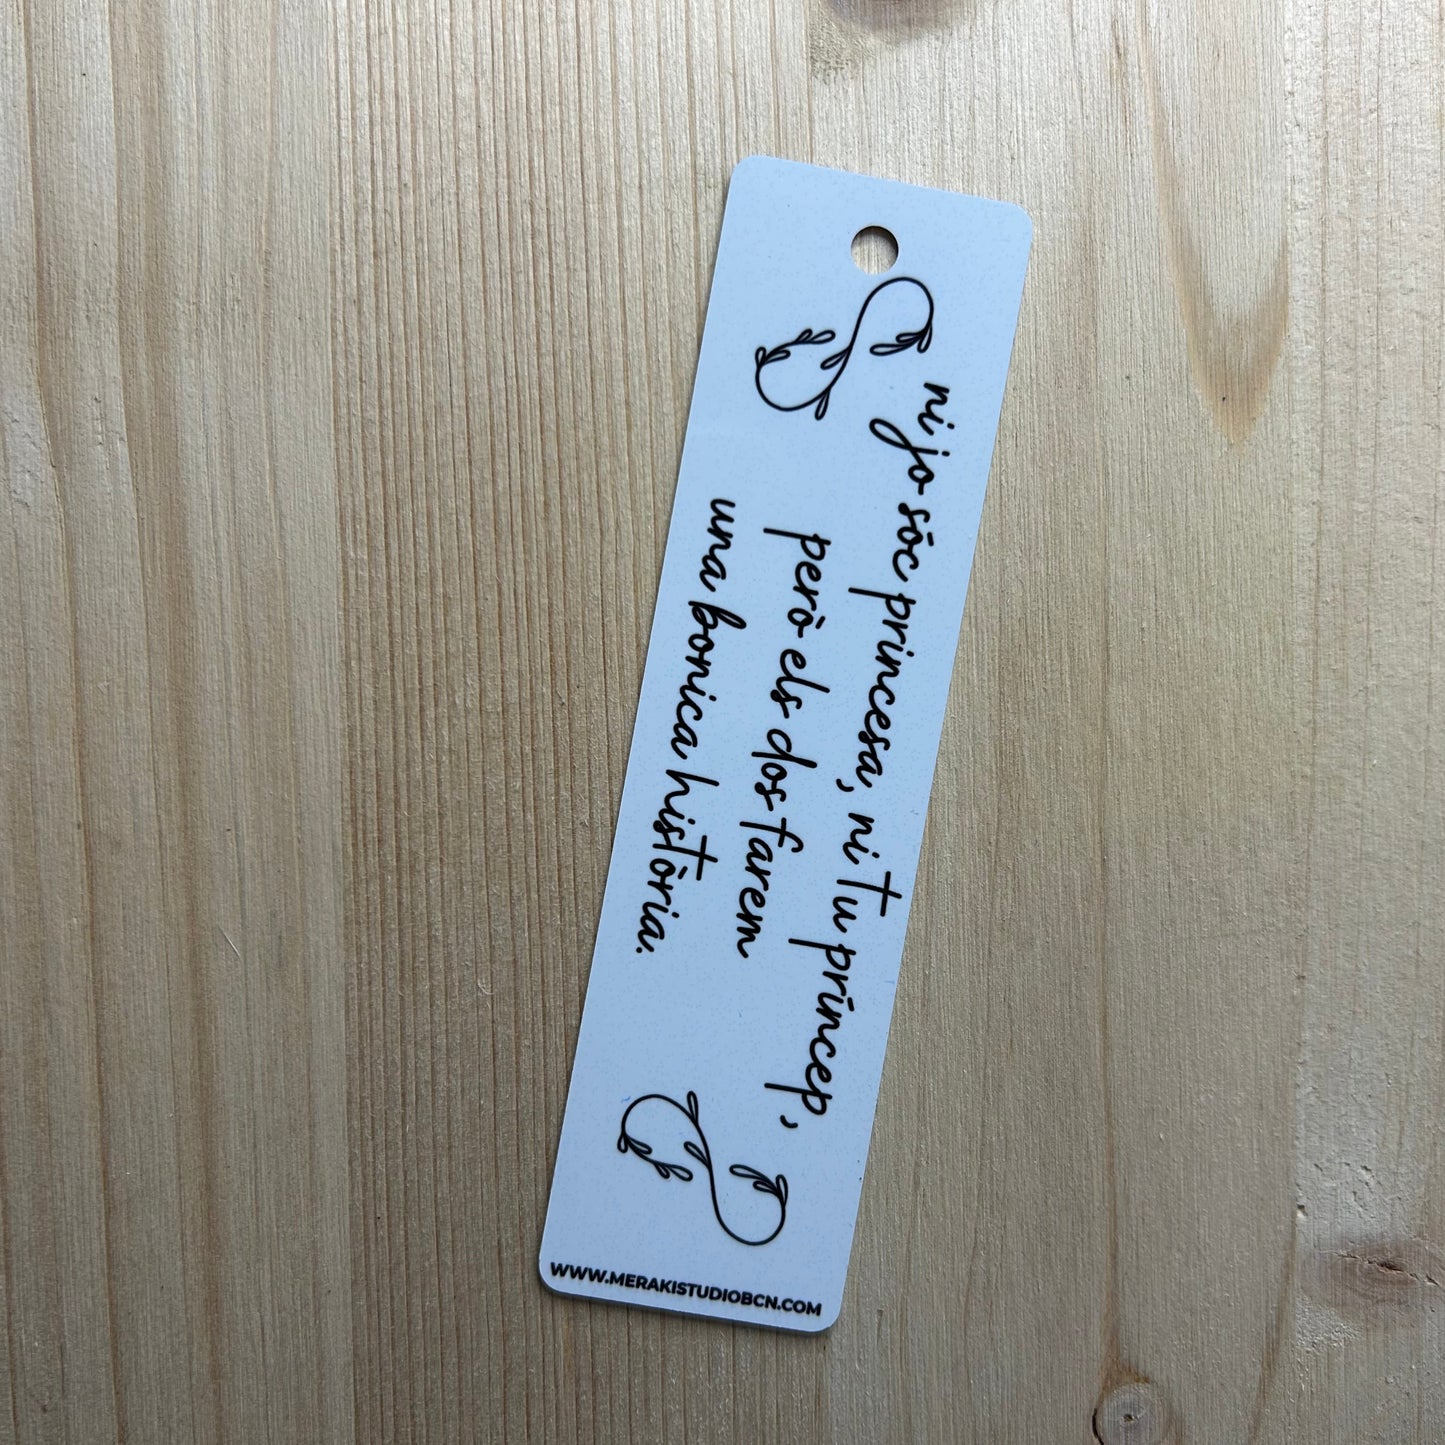 ni jo sóc princesa, ni tu príncep,
però els dos farem
una bonica història.
WWW.MERAKISTUDIOBCN.COM